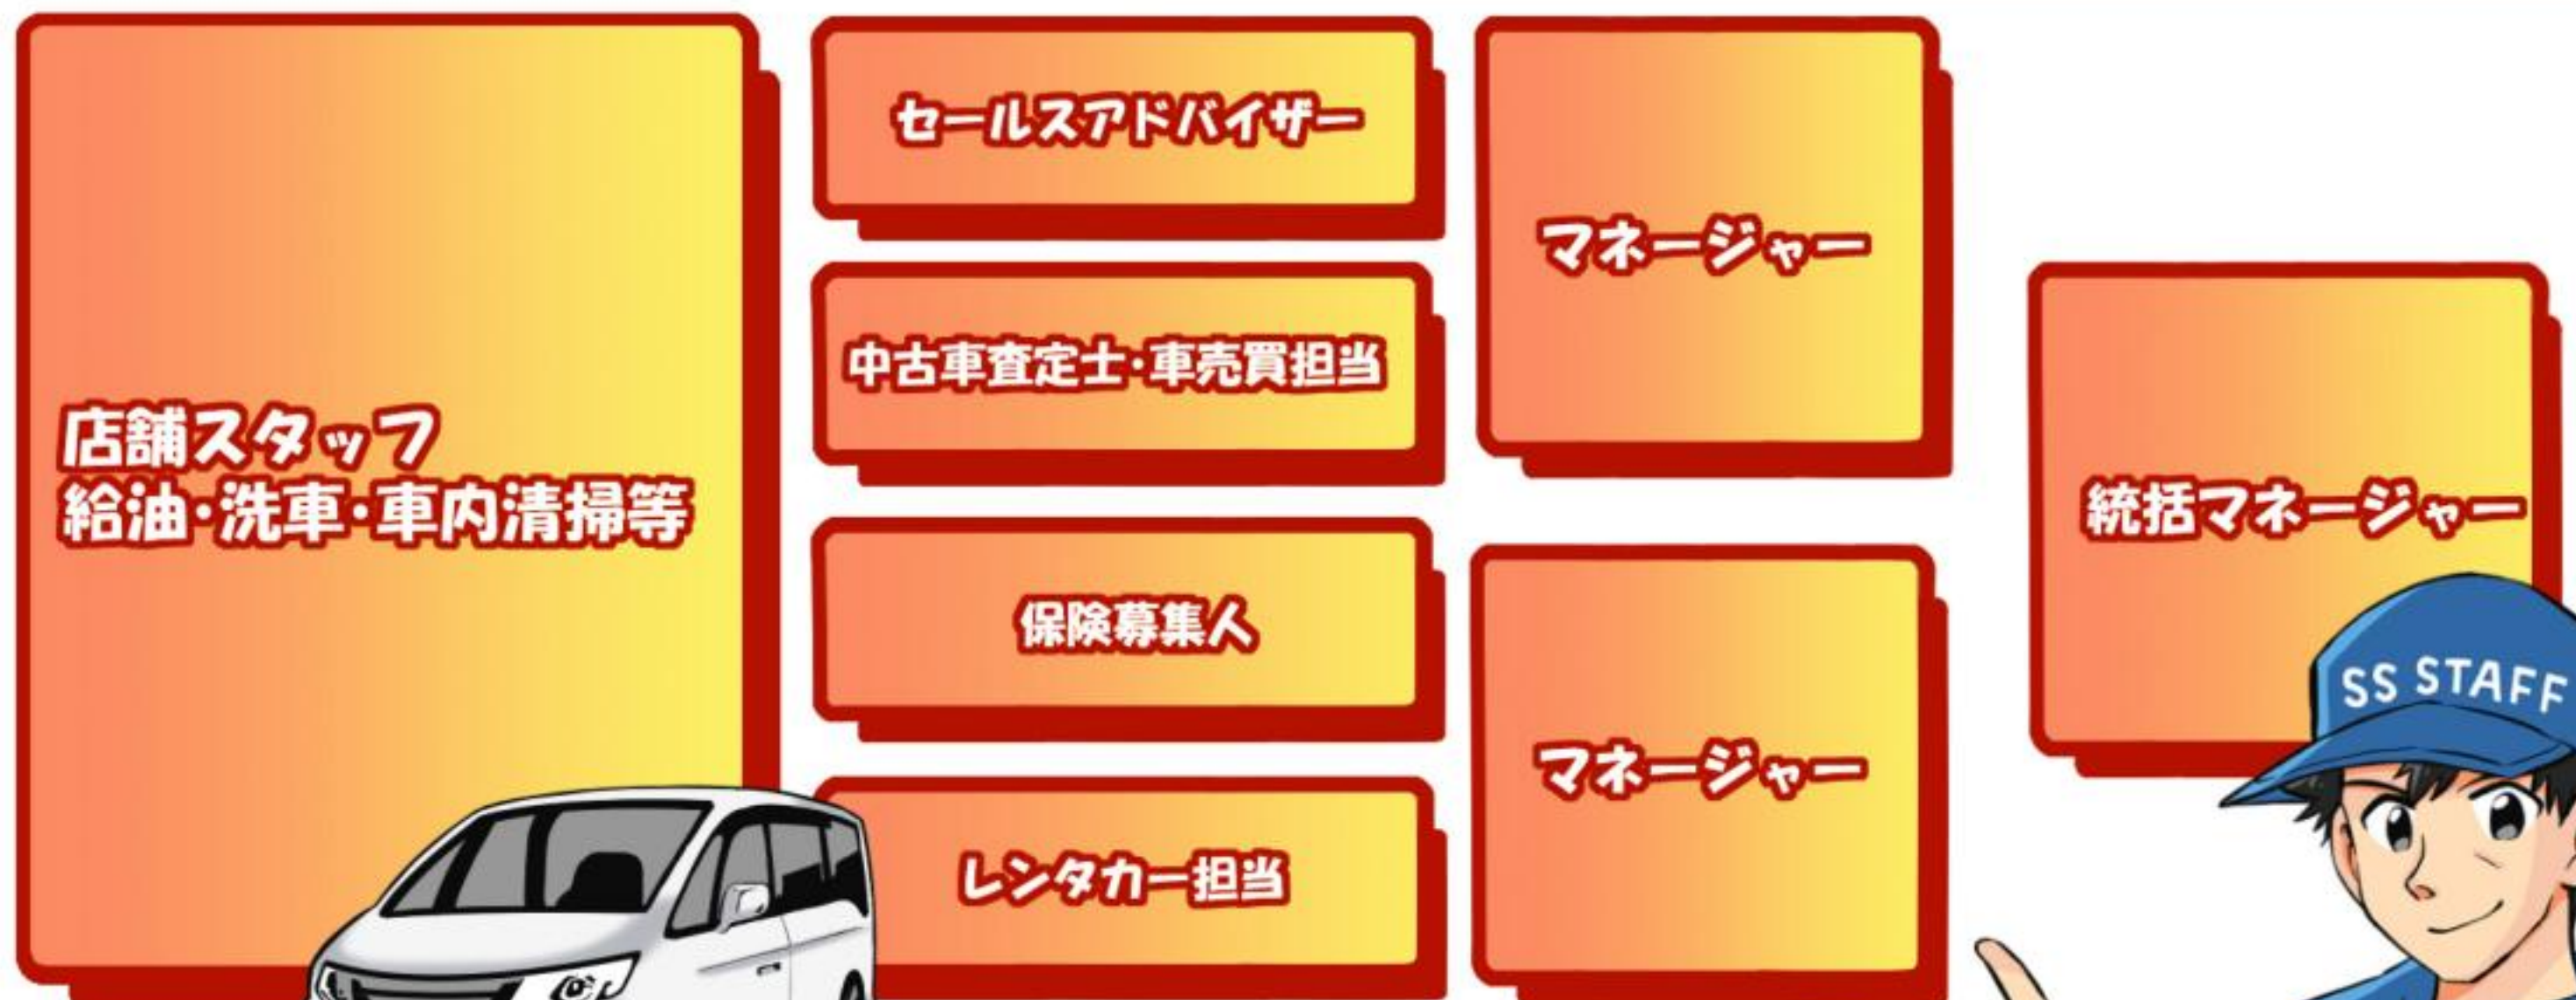 店舗スタッフ
給油・洗車・車内清掃等
セールスアドバイザー
中古車査定士・車売買担当
保険募集人
レンタカー担当
マネージャー
マネージャー
統括マネージャー
SS STAFF